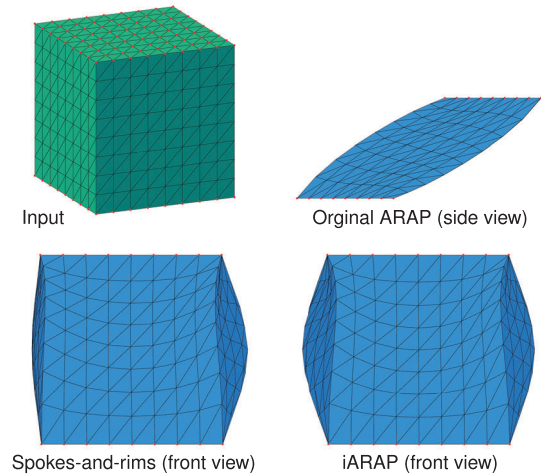 Input
Orginal ARAP (side view)
Spokes-and-rims (front view)
iARAP (front view)